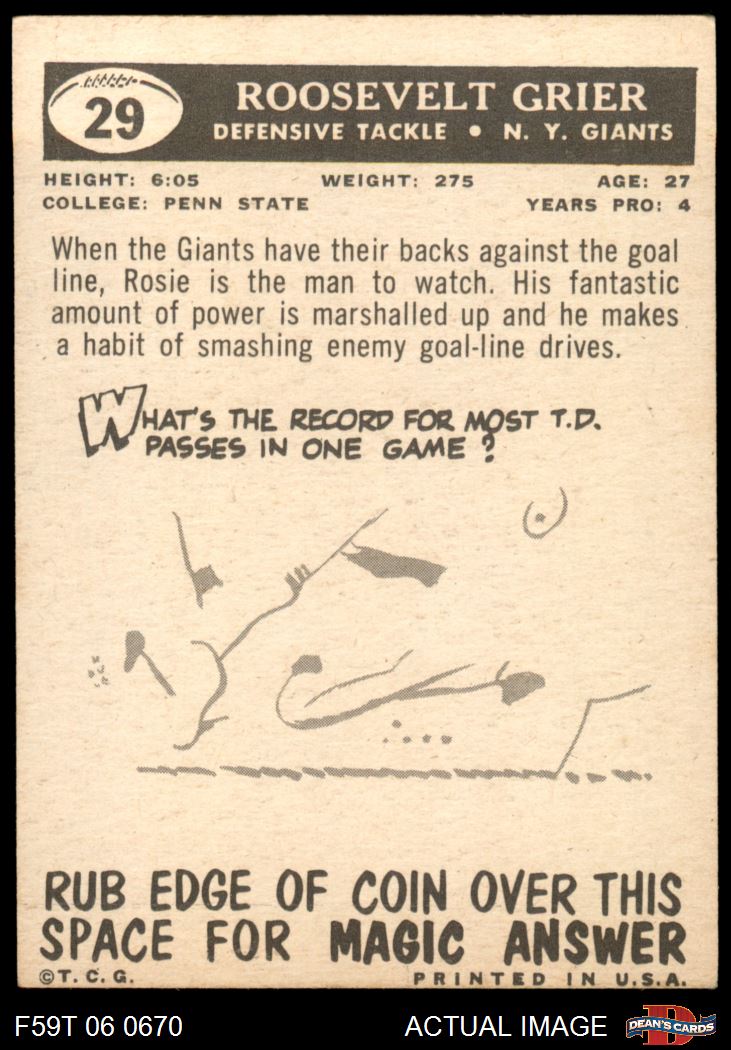 29
ROOSEVELT GRIER
DEFENSIVE TACKLE • N. Y. GIANTS
HEIGHT: 6:05 WEIGHT: 275 AGE: 27
COLLEGE: PENN STATE YEARS PRO: 4
When the Giants have their backs against the goal
line, Rosie is the man to watch. His fantastic
amount of power is marshalled up and he makes
a habit of smashing enemy goal-line drives.
WHAT'S THE RECORD FOR MOST T.D.
PASSES IN ONE GAME?
RUB EDGE OF COIN OVER THIS
SPACE FOR MAGIC ANSWER
©T. C. G. PRINTED IN U.S.A.
F59T 06 0670 ACTUAL IMAGE DEAN'S CARDS